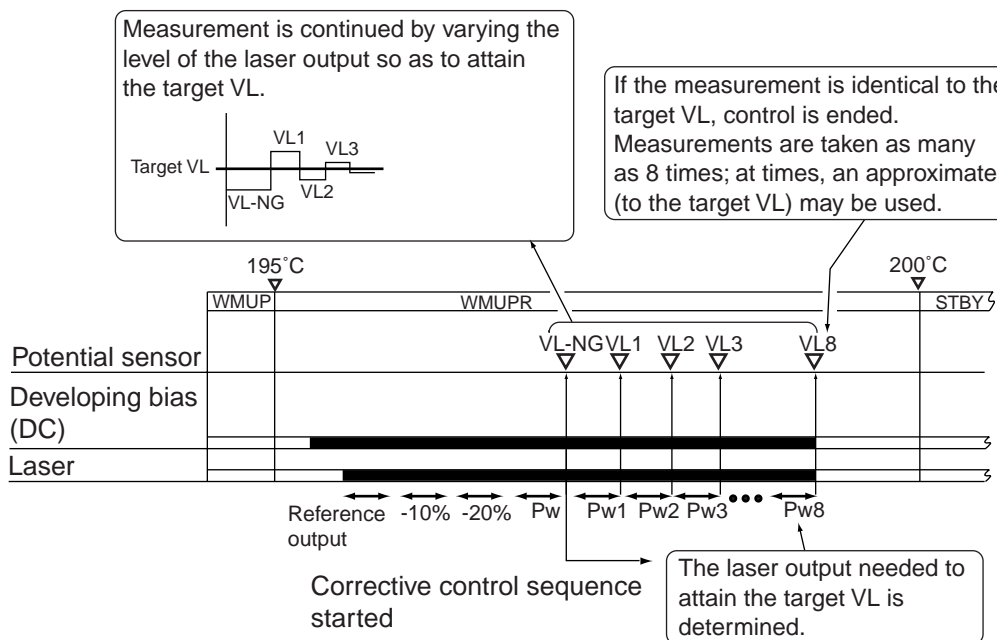 Measurement is continued by varying the
level of the laser output so as to attain
the target VL.
Target VL
VL1
VL3
VL-NG
VL2
If the measurement is identical to the
target VL, control is ended.
Measurements are taken as many
as 8 times; at times, an approximate
(to the target VL) may be used.
195˚C
200˚C
WMUP
WMUPR
STBY
VL-NG VL1 VL2 VL3 VL8
Potential sensor
Developing bias
(DC)
Laser
Reference
output
-10% -20% Pw Pw1 Pw2 Pw3 Pw8
Corrective control sequence
started
The laser output needed to
attain the target VL is
determined.